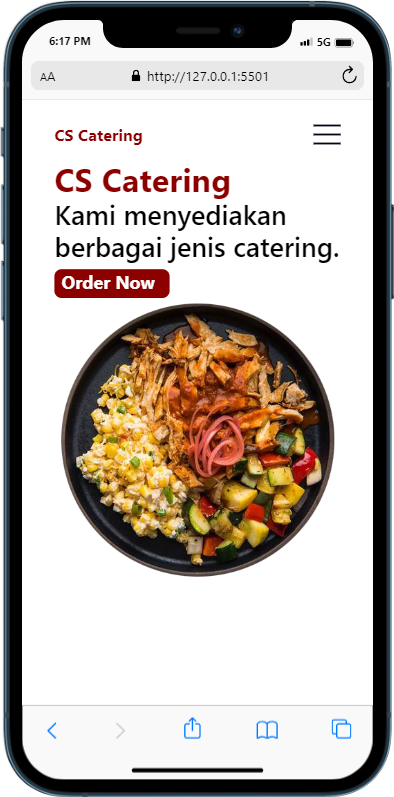 6:17 PM 5G
AA http://127.0.0.1:5501
CS Catering
CS Catering
Kami menyediakan
berbagai jenis catering.
Order Now